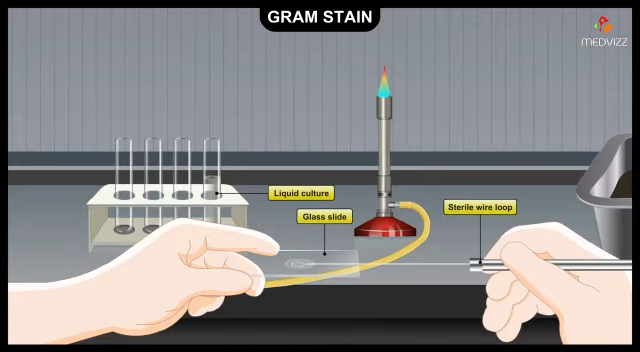 GRAM STAIN
MEDVIZZ
Liquid culture
Glass slide
Sterile wire loop